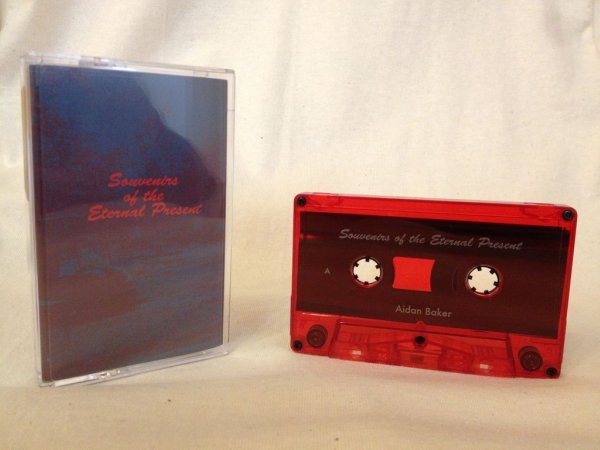 Souvenirs
of the
Eternal Present
Souvenirs of the Eternal Present
A
Aidan Baker